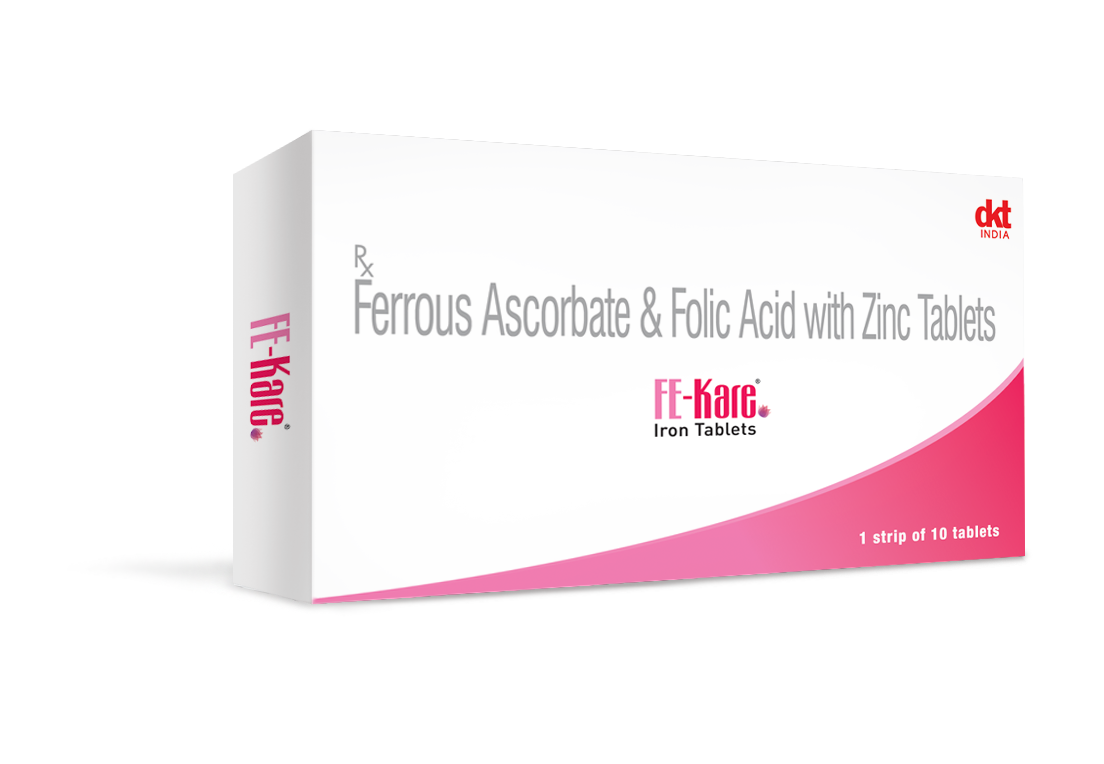 dkt
INDIA
Rx
Ferrous Ascorbate & Folic Acid with Zinc Tablets
FE-Kare®
Iron Tablets
1 strip of 10 tablets
FE-Kare®